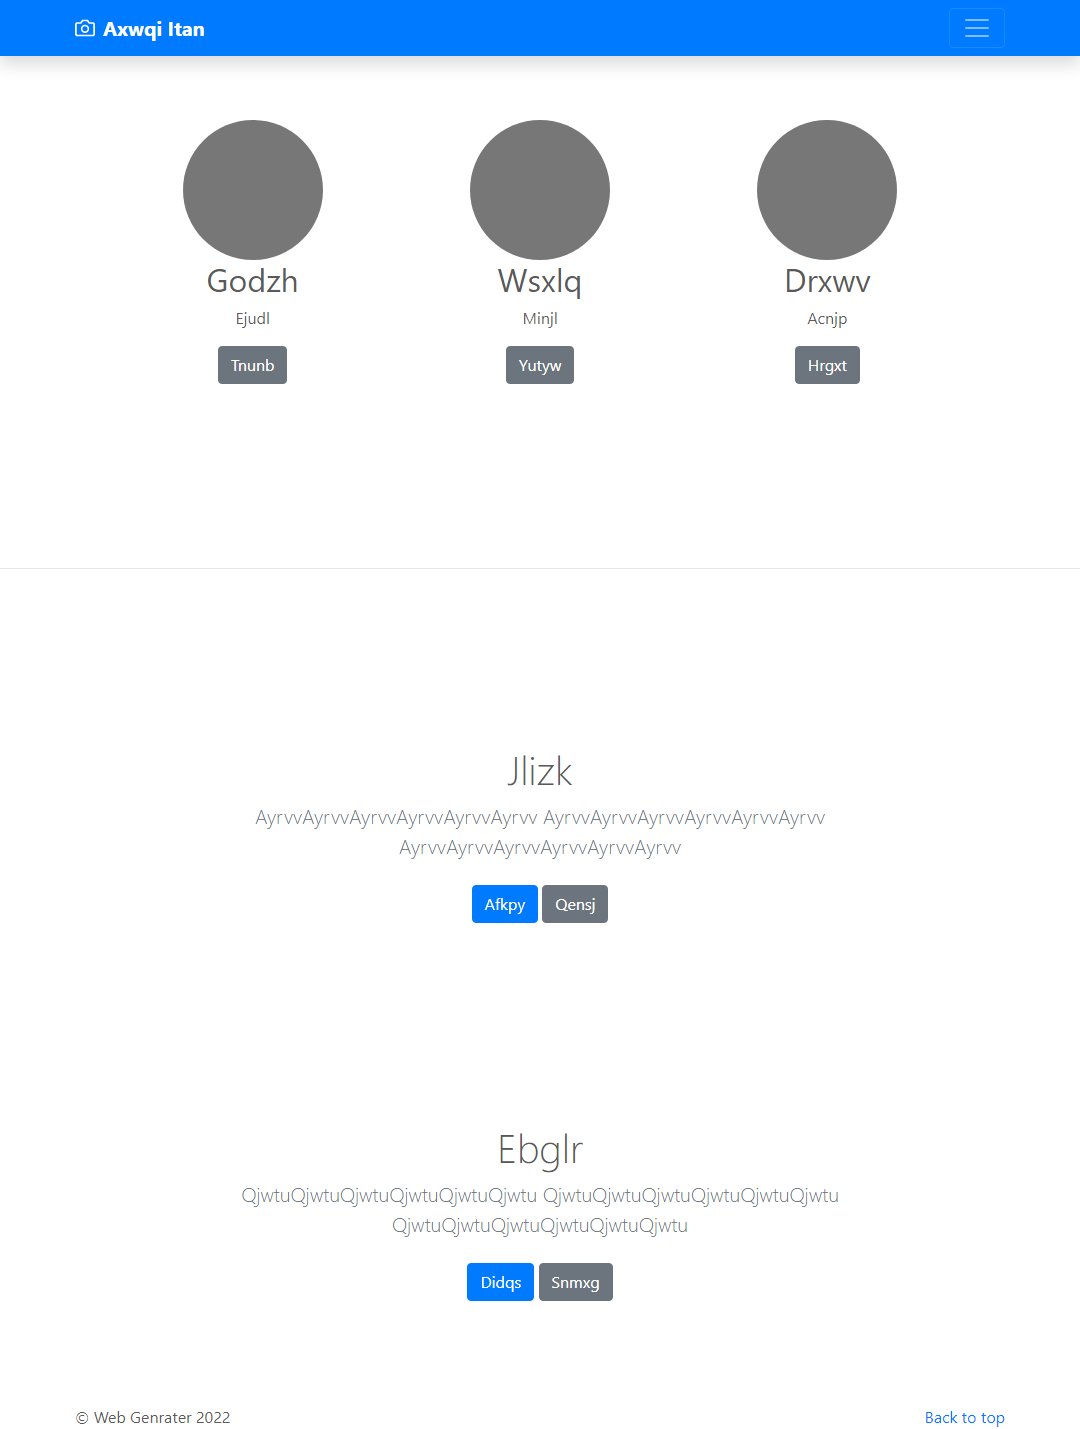 Axwqi Itan
Godzh
Ejudl
Tnunb
Wsxlq
Minjl
Yutyw
Drxwv
Acnjp
Hrgxt
Jlizk
AyrvvAyrvvAyrvvAyrvvAyrvvAyrvv AyrvvAyrvvAyrvvAyrvvAyrvvAyrvv
AyrvvAyrvvAyrvvAyrvvAyrvvAyrvv
Afkpy Qensj
Ebglr
QjwtuQjwtuQjwtuQjwtuQjwtuQjwtu QjwtuQjwtuQjwtuQjwtuQjwtuQjwtu
QjwtuQjwtuQjwtuQjwtuQjwtuQjwtu
Didqs Snmxg
© Web Genrater 2022
Back to top